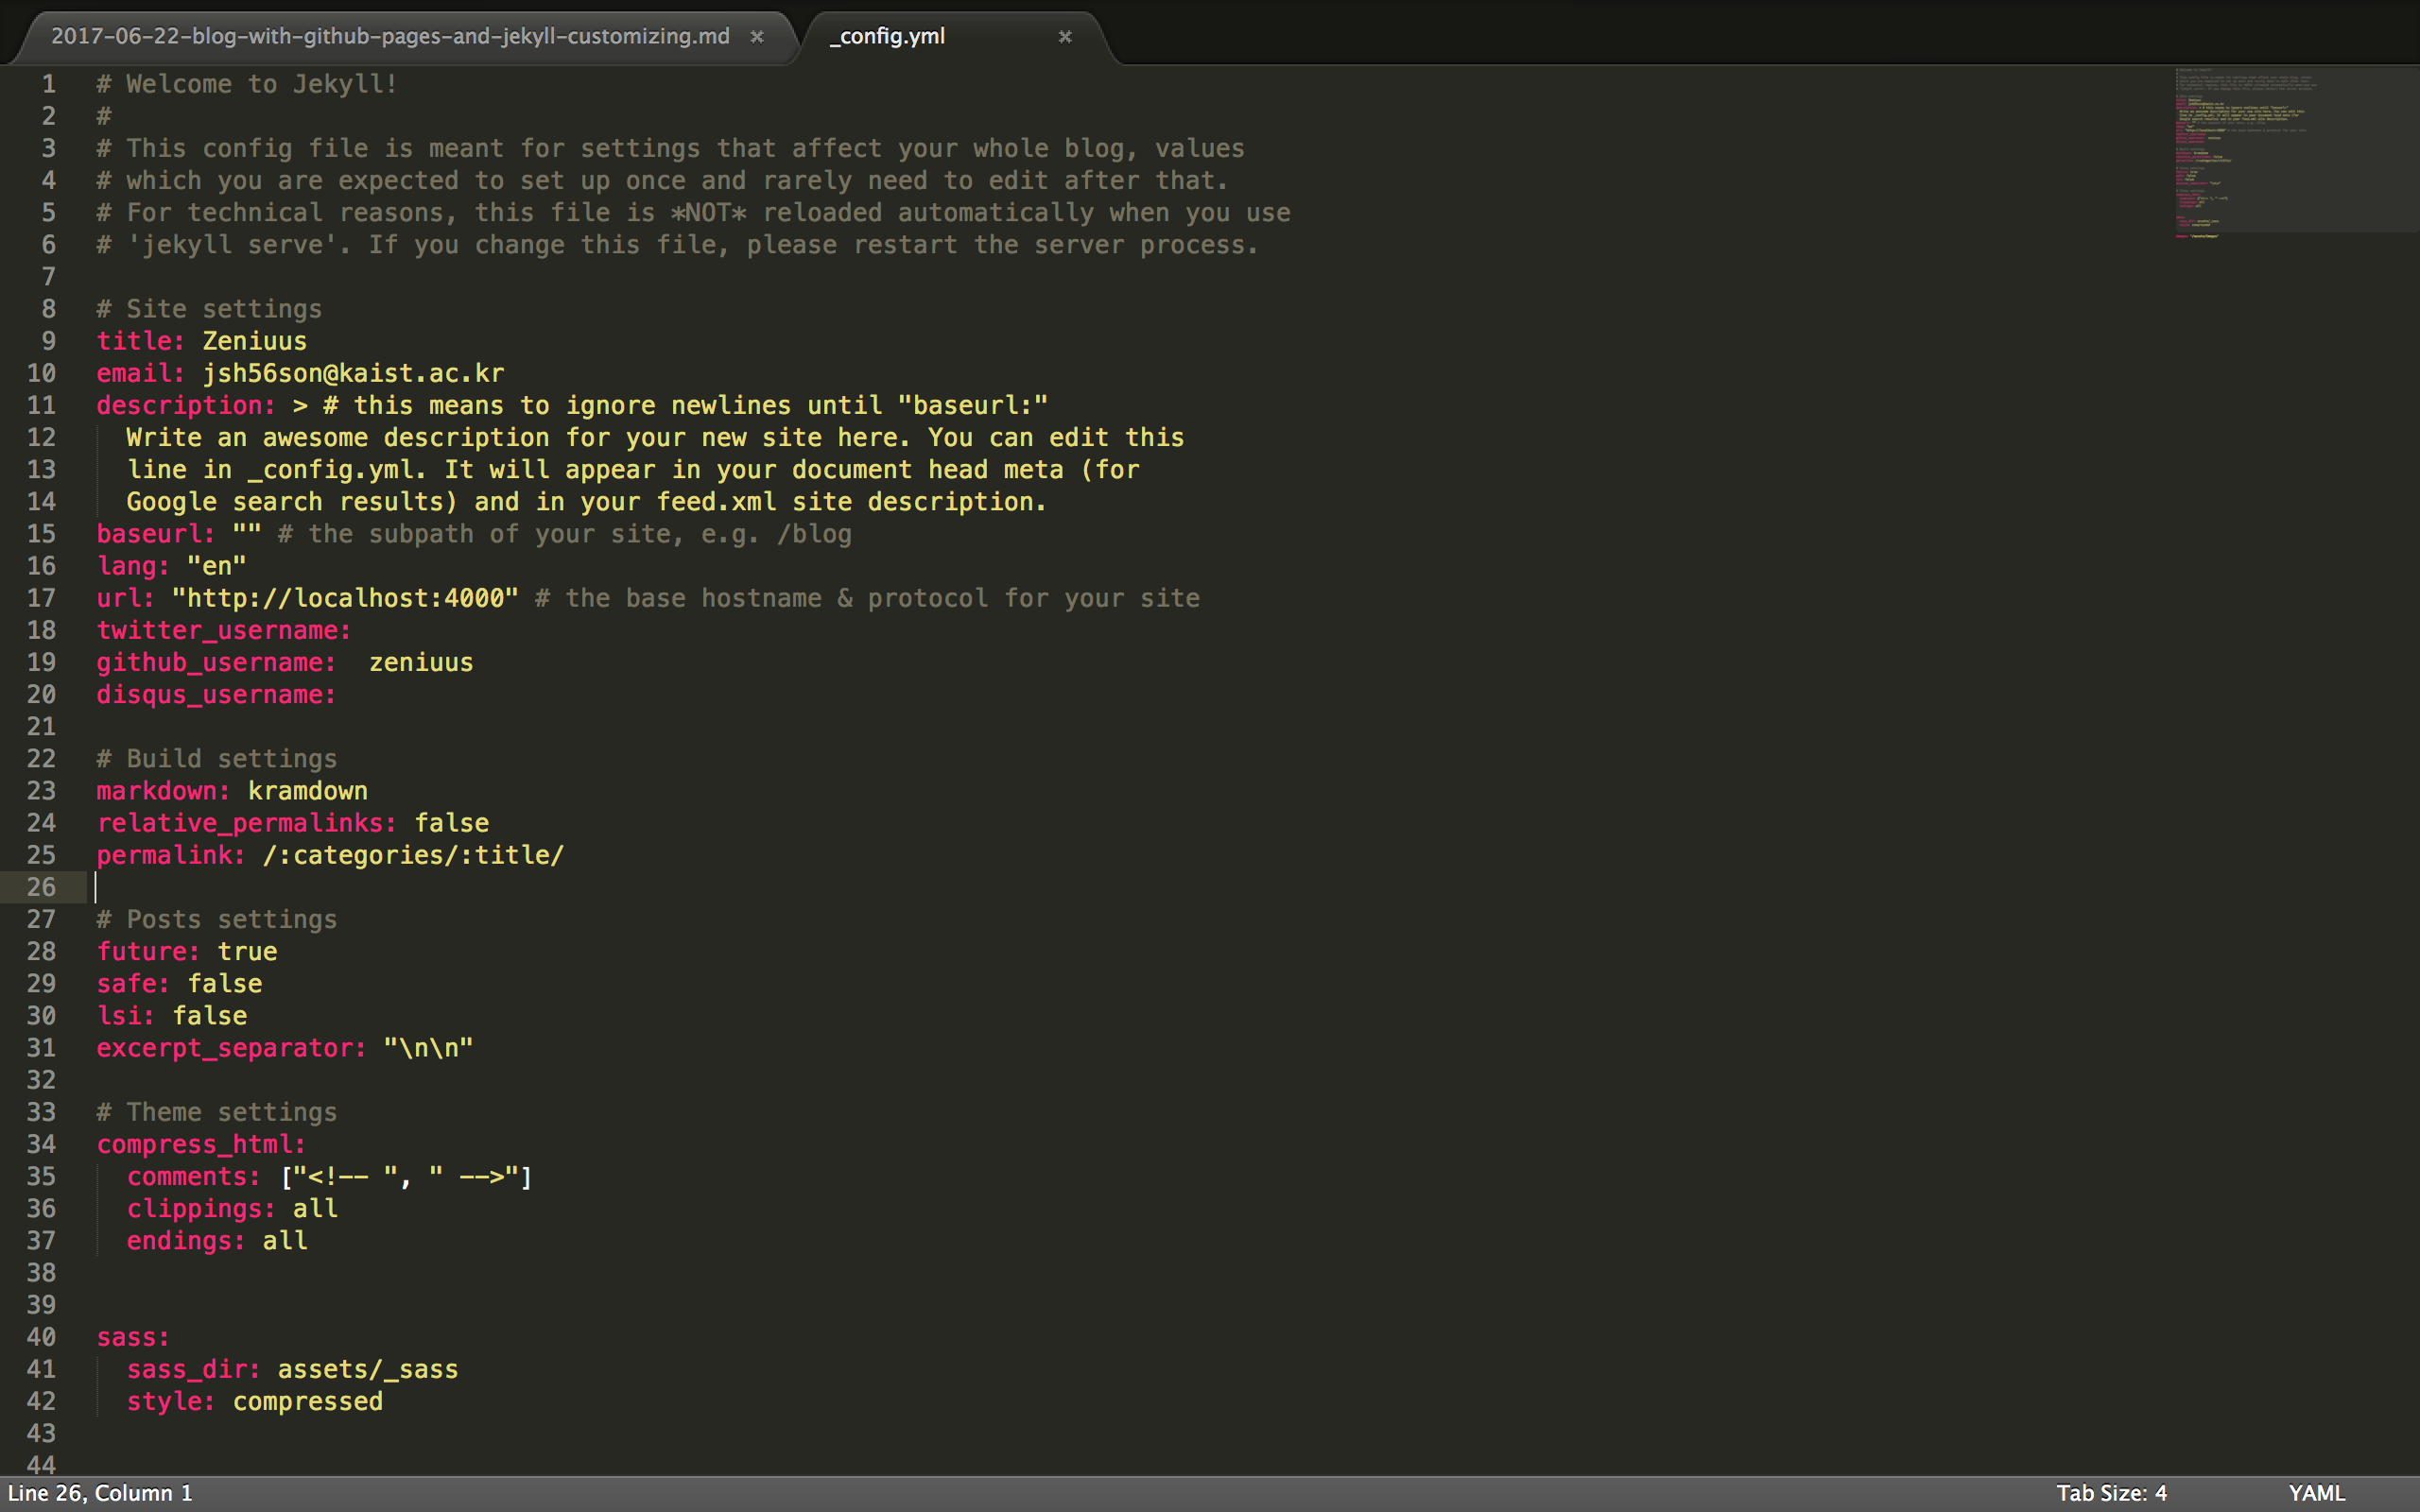 2017-06-22-blog-with-github-pages-and-jekyll-customizing.md × _config.yml ×
1 # Welcome to Jekyll!
2 #
3 # This config file is meant for settings that affect your whole blog, values
4 # which you are expected to set up once and rarely need to edit after that.
5 # For technical reasons, this file is *NOT* reloaded automatically when you use
6 # 'jekyll serve'. If you change this file, please restart the server process.
7
8 # Site settings
9 title: Zeniuus
10 email: jsh56son@kaist.ac.kr
11 description: > # this means to ignore newlines until "baseurl:"
12   Write an awesome description for your new site here. You can edit this
13   line in _config.yml. It will appear in your document head meta (for
14   Google search results) and in your feed.xml site description.
15 baseurl: "" # the subpath of your site, e.g. /blog
16 lang: "en"
17 url: "http://localhost:4000" # the base hostname & protocol for your site
18 twitter_username:
19 github_username:  zeniuus
20 disqus_username:
21
22 # Build settings
23 markdown: kramdown
24 relative_permalinks: false
25 permalink: /:categories/:title/
26
27 # Posts settings
28 future: true
29 safe: false
30 lsi: false
31 excerpt_separator: "\n\n"
32
33 # Theme settings
34 compress_html:
35   comments: ["<!-- ", " -->"]
36   clippings: all
37   endings: all
38
39
40 sass:
41   sass_dir: assets/_sass
42   style: compressed
43
44
Line 26, Column 1 Tab Size: 4 YAML